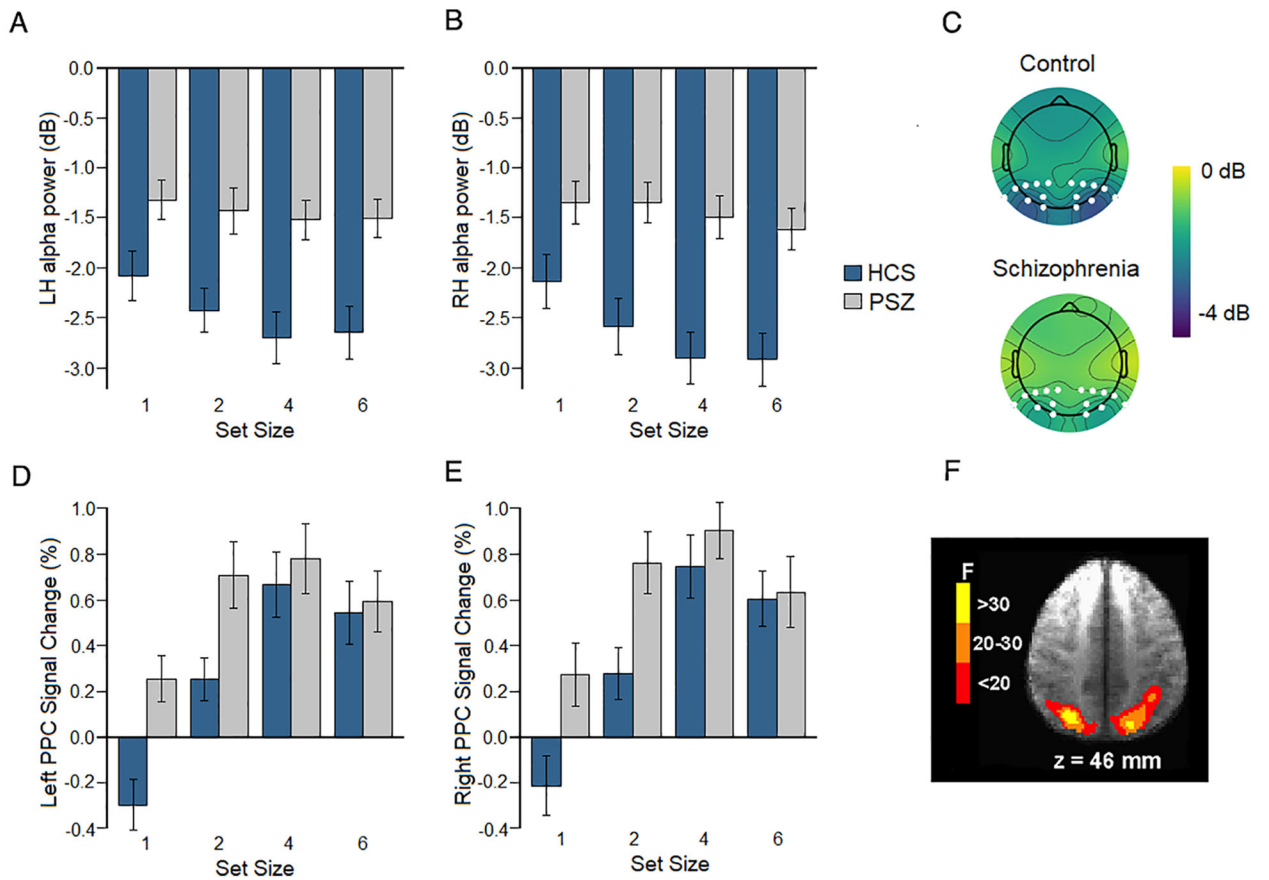 A
B
C
0.0
-0.5
-1.0
-1.5
-2.0
-2.5
-3.0
LH alpha power (dB)
1 2 4 6
Set Size
0.0
-0.5
-1.0
-1.5
-2.0
-2.5
-3.0
RH alpha power (dB)
1 2 4 6
Set Size
HCS
PSZ
Control
Schizophrenia
0 dB
-4 dB
D
E
F
1.0
0.8
0.6
0.4
0.2
0.0
-0.2
-0.4
Left PPC Signal Change (%)
1 2 4 6
Set Size
1.0
0.8
0.6
0.4
0.2
0.0
-0.2
-0.4
Right PPC Signal Change (%)
1 2 4 6
Set Size
F
>30
20-30
<20
z = 46 mm